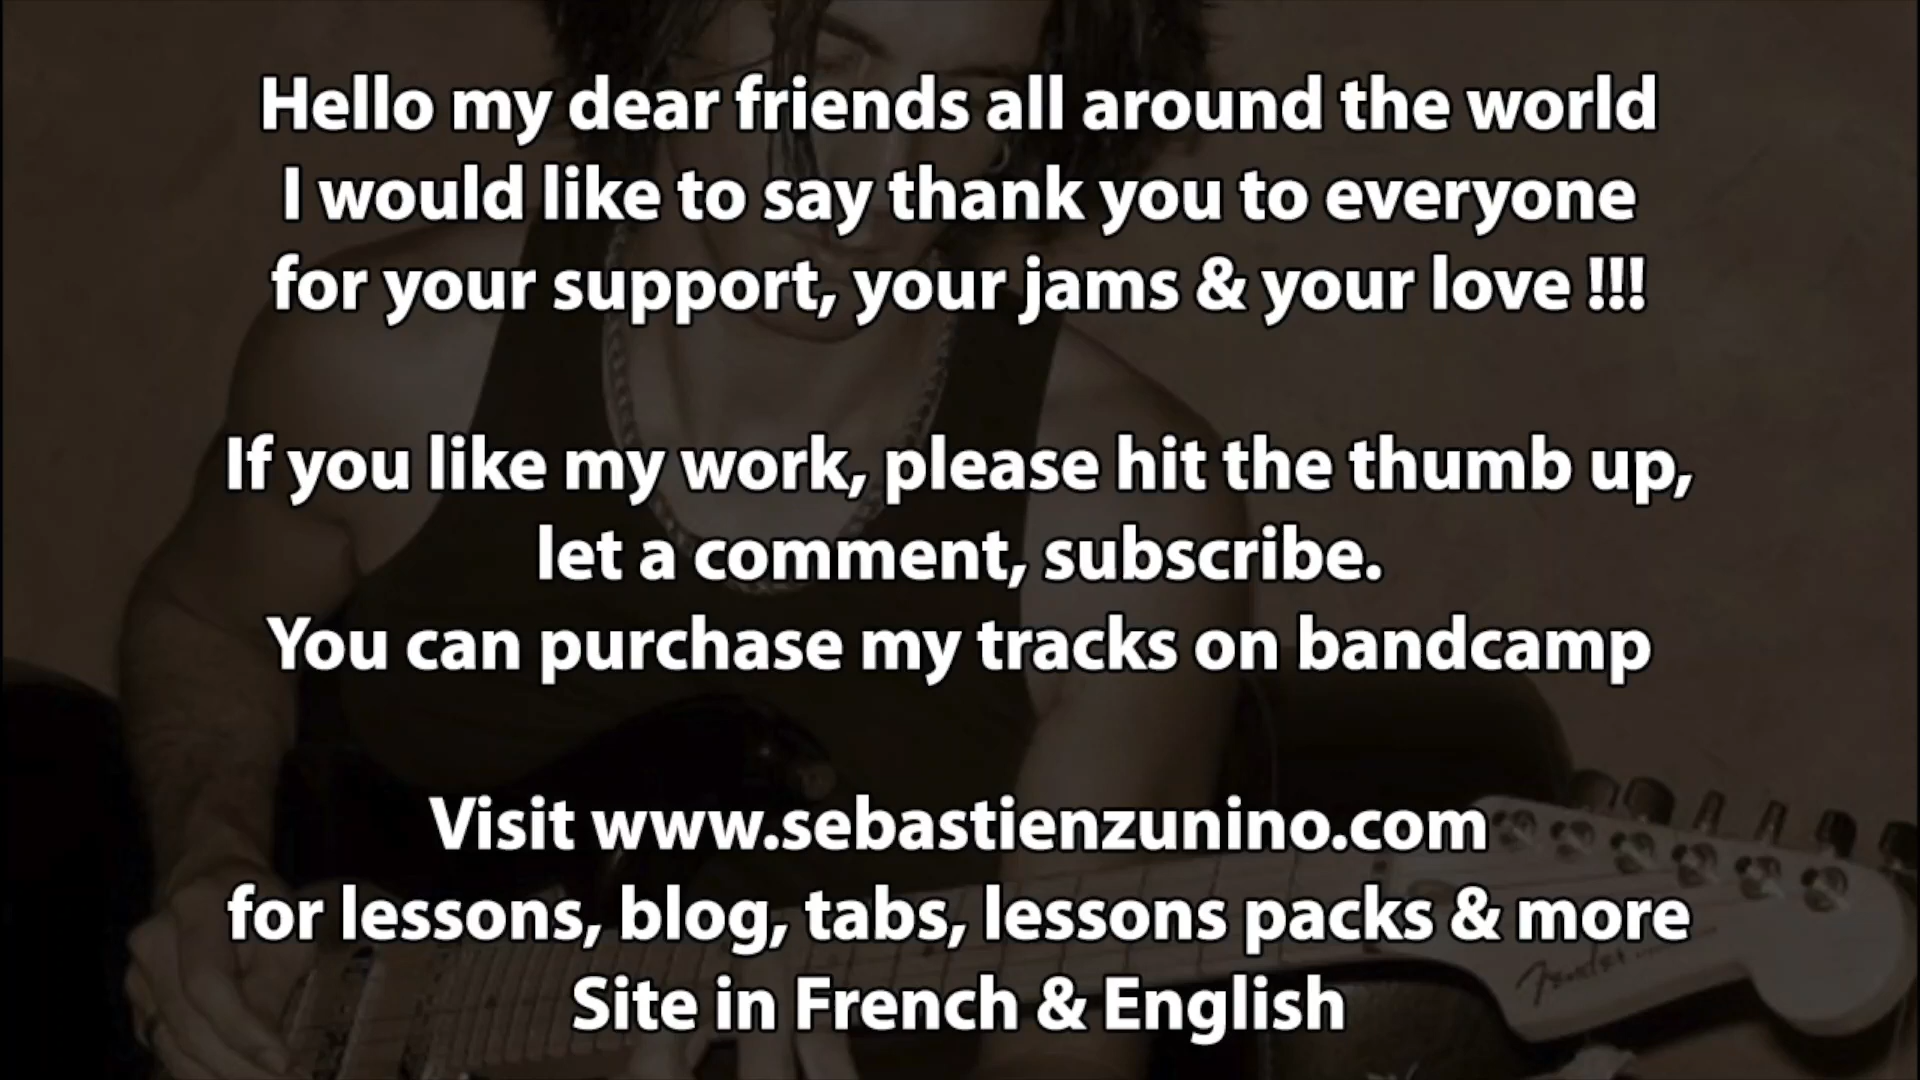 Hello my dear friends all around the world
I would like to say thank you to everyone
for your support, your jams & your love !!!
If you like my work, please hit the thumb up,
let a comment, subscribe.
You can purchase my tracks on bandcamp
Visit www.sebastienzunino.com
for lessons, blog, tabs, lessons packs & more
Fender
Site in French & English